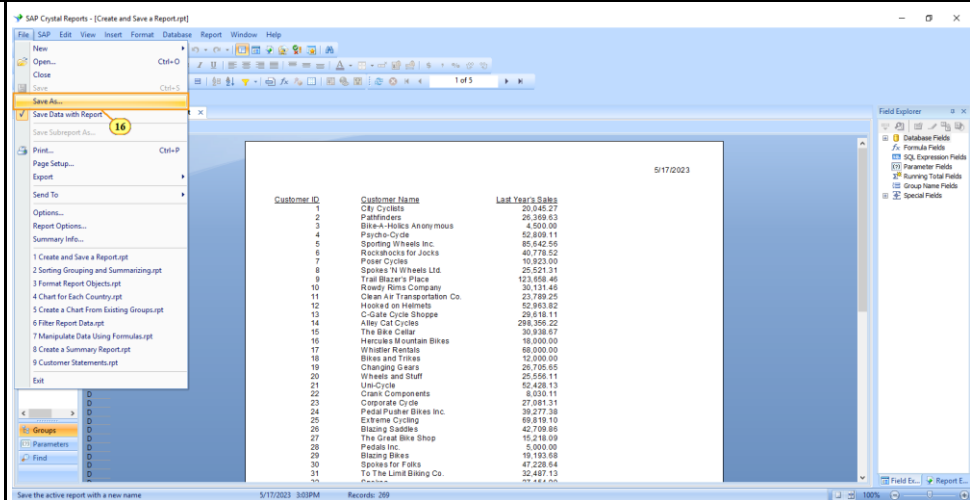 SAP Crystal Reports - [Create and Save a Report.rpt]
File SAP Edit View Insert Format Database Report Window Help
New
Open... Ctrl+O
Close
Save Ctrl+S
Save As...
Save Data with Report
16
Save Subreport As...
Print... Ctrl+P
Page Setup...
Export
Send To
Options...
Report Options...
Summary Info...
1 Create and Save a Report.rpt
2 Sorting Grouping and Summarizing.rpt
3 Format Report Objects.rpt
4 Chart for Each Country.rpt
5 Create a Chart From Existing Groups.rpt
6 Filter Report Data.rpt
7 Manipulate Data Using Formulas.rpt
8 Create a Summary Report.rpt
9 Customer Statements.rpt
Exit
1 of 5
D
D
D
D
D
D
D
D
Groups
Parameters
Find
5/17/2023
Customer ID Customer Name Last Year's Sales
1 City Cyclists 20,045.27
2 Pathfinders 26,369.63
3 Bike-A-Holics Anonymous 4,500.00
4 Psycho-Cycle 52,809.11
5 Sporting Wheels Inc. 85,642.56
6 Rockshocks for Jocks 40,778.52
7 Poser Cycles 10,923.00
8 Spokes 'N Wheels Ltd. 25,521.31
9 Trail Blazer's Place 123,658.46
10 Rowdy Rims Company 30,131.46
11 Clean Air Transportation Co. 23,789.25
12 Hooked on Helmets 52,963.82
13 C-Gate Cycle Shoppe 29,618.11
14 Alley Cat Cycles 298,356.22
15 The Bike Cellar 30,938.67
16 Hercules Mountain Bikes 18,000.00
17 Whistler Rentals 68,000.00
18 Bikes and Trikes 12,000.00
19 Changing Gears 26,705.65
20 Wheels and Stuff 25,556.11
21 Uni-Cycle 52,428.13
22 Crank Components 8,030.11
23 Corporate Cycle 27,081.31
24 Pedal Pusher Bikes Inc. 39,277.38
25 Extreme Cycling 69,819.10
26 Blazing Saddles 42,709.86
27 The Great Bike Shop 15,218.09
28 Pedals Inc. 5,000.00
29 Blazing Bikes 19,193.68
30 Spokes for Folks 47,228.64
31 To The Limit Biking Co. 32,487.13
Field Explorer
Database Fields
Formula Fields
SQL Expression Fields
Parameter Fields
Running Total Fields
Group Name Fields
Special Fields
Field Ex... Report E...
Save the active report with a new name 5/17/2023 3:03PM Records: 269 100%